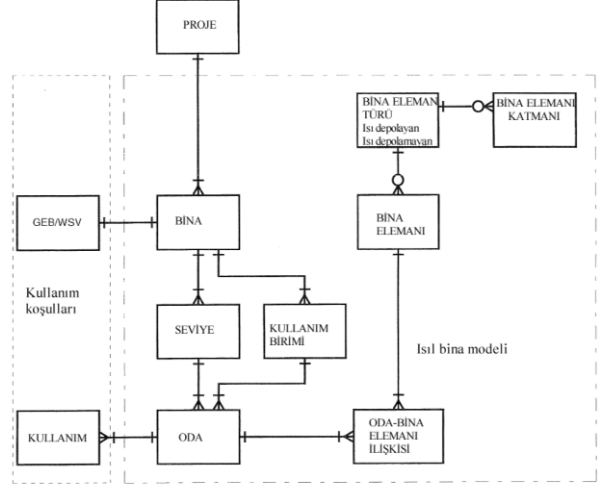 PROJE
BİNA ELEMAN
TÜRÜ
Isı depolayan
Isı depolamayan
BİNA ELEMANI
KATMANI
GEB/WSV
BİNA
BİNA
ELEMANI
Kullanım
koşulları
SEVİYE
KULLANIM
BİRİMİ
Isıl bina modeli
KULLANIM
ODA
ODA-BİNA
ELEMANI
İLİŞKİSİ